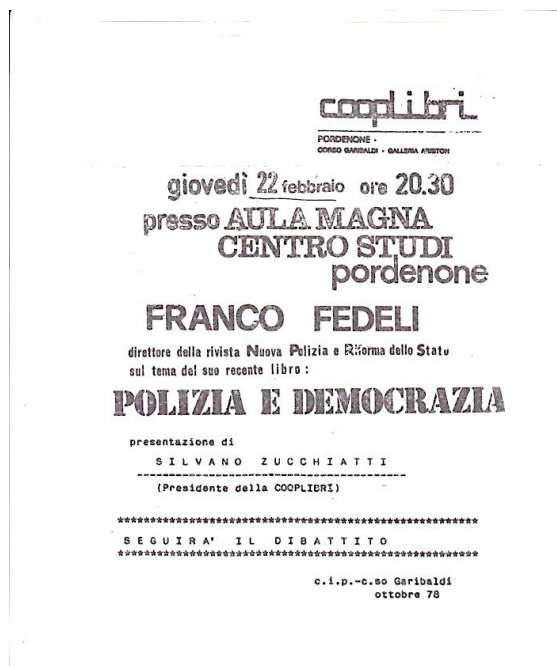 cooplibri
PORDENONE -
CORSO GARIBALDI - GALLERIA ARISTON
giovedì 22 febbraio ore 20.30
presso AULA MAGNA
CENTRO STUDI
pordenone
FRANCO FEDELI
direttore della rivista Nuova Polizia e Riforma dello Stato
sul tema del suo recente libro :
POLIZIA E DEMOCRAZIA
presentazione di
SILVANO ZUCCHIATTI
----------------------------------------
(Presidente della COOPLIBRI)
*******************************************************
SEGUIRA' IL DIBATTITO
*******************************************************
c.i.p.-c.so Garibaldi
ottobre 78